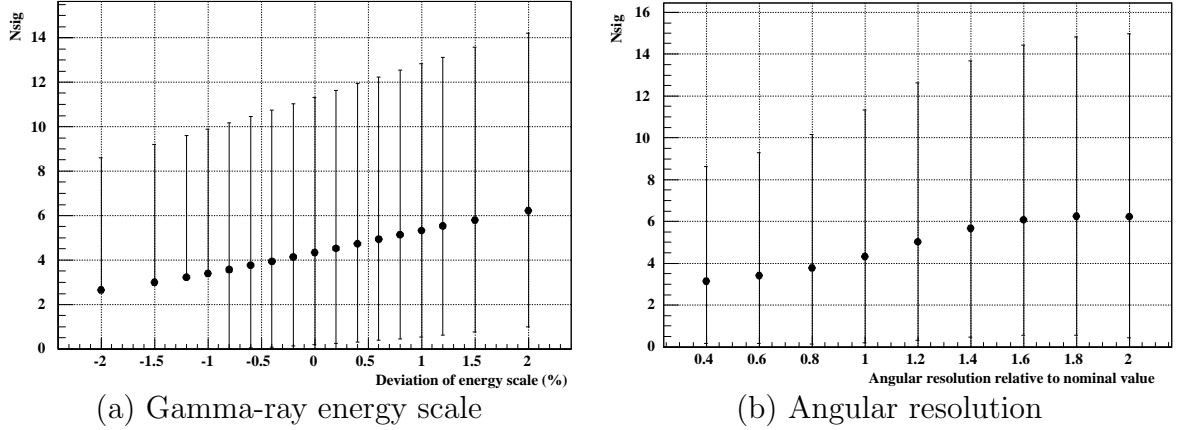 Nsig
14
12
10
8
6
4
2
0
-2 -1.5 -1 -0.5 0 0.5 1 1.5 2
Deviation of energy scale (%)
(a) Gamma-ray energy scale
Nsig
16
14
12
10
8
6
4
2
0
0.4 0.6 0.8 1 1.2 1.4 1.6 1.8 2
Angular resolution relative to nominal value
(b) Angular resolution